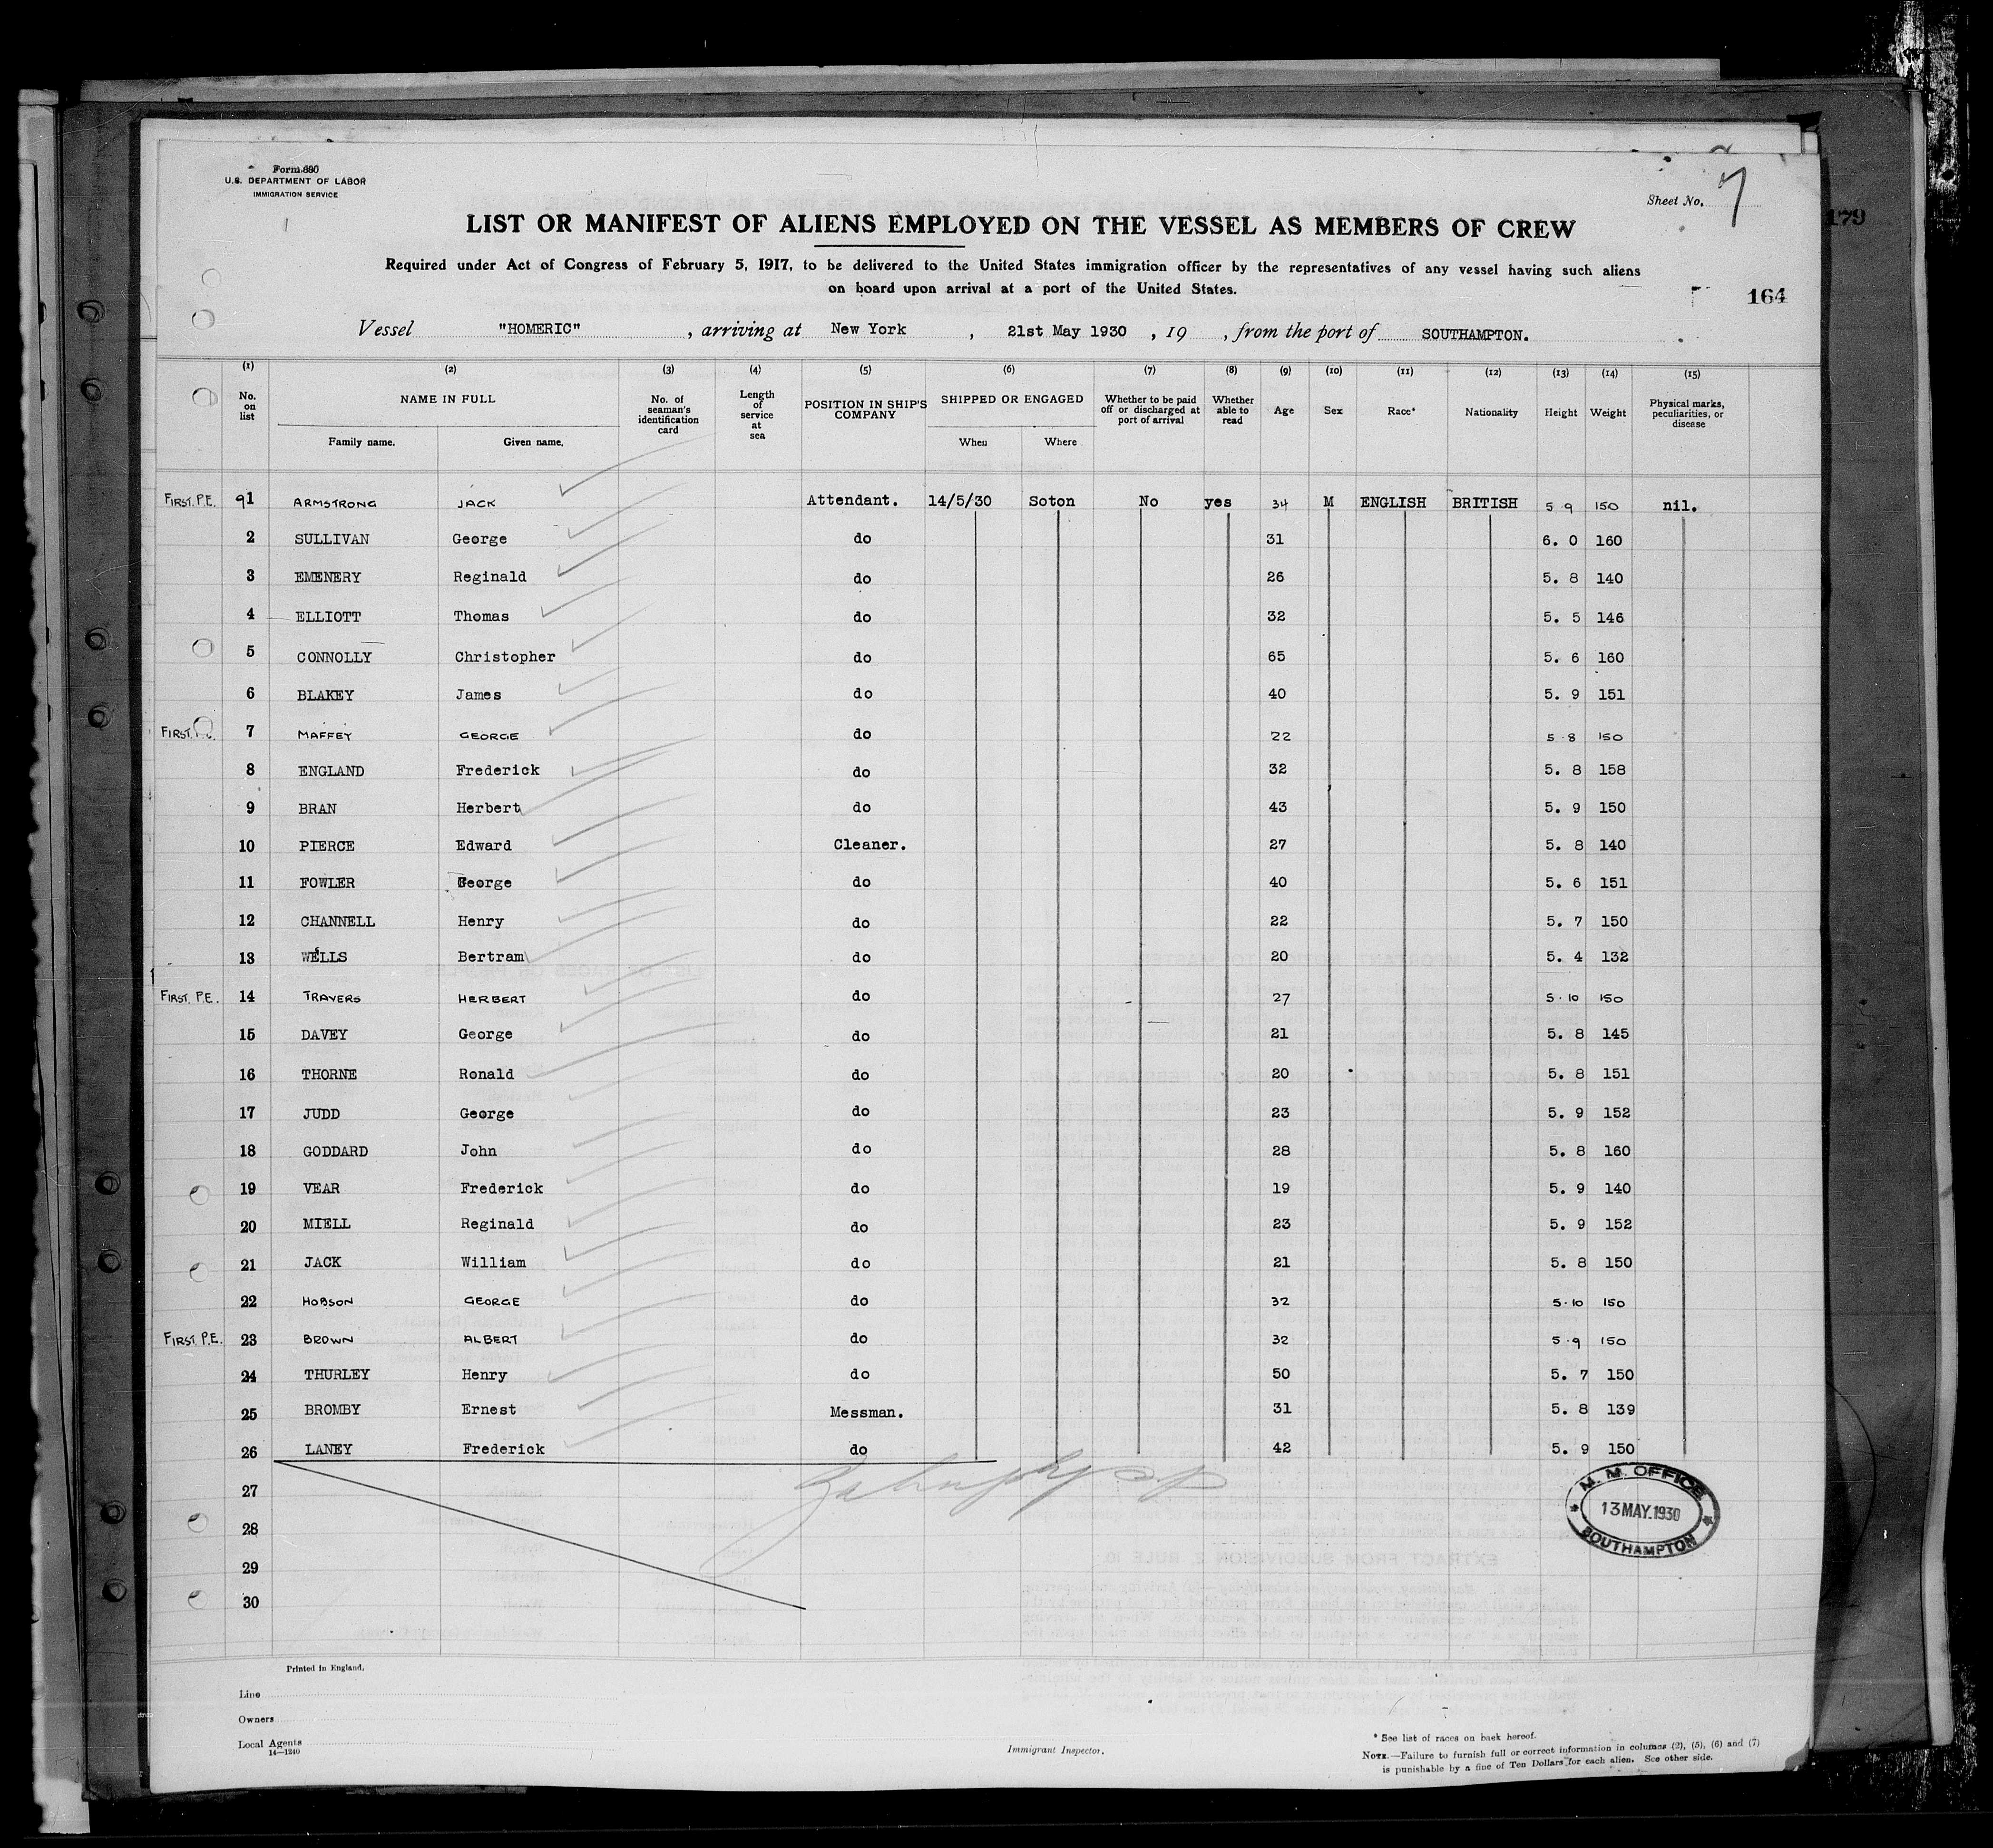 Form 680
U.S. DEPARTMENT OF LABOR
IMMIGRATION SERVICE
Sheet No. 7
179
LIST OR MANIFEST OF ALIENS EMPLOYED ON THE VESSEL AS MEMBERS OF CREW
Required under Act of Congress of February 5, 1917, to be delivered to the United States immigration officer by the representatives of any vessel having such aliens
on board upon arrival at a port of the United States.
164
Vessel "HOMERIC" , arriving at New York , 21st May 1930 , 19 , from the port of SOUTHAMPTON.
(1) (2) (3) (4) (5) (6) (7) (8) (9) (10) (11) (12) (13) (14) (15)
No. on list NAME IN FULL No. of seaman's identification card Length of service at sea POSITION IN SHIP'S COMPANY SHIPPED OR ENGAGED Whether to be paid off or discharged at port of arrival Whether able to read Age Sex Race* Nationality Height Weight Physical marks, peculiarities, or disease
Family name. Given name. When Where
FIRST. P.E. 91 ARMSTRONG JACK Attendant. 14/5/30 Soton No yes 34 M ENGLISH BRITISH 5 9 150 nil.
2 SULLIVAN George do 31 6. 0 160
3 EMENERY Reginald do 26 5. 8 140
4 ELLIOTT Thomas do 32 5. 5 146
5 CONNOLLY Christopher do 65 5. 6 160
6 BLAKEY James do 40 5. 9 151
FIRST. 7 MAFFEY GEORGE do 22 5 8 150
8 ENGLAND Frederick do 32 5. 8 158
9 BRAN Herbert do 43 5. 9 150
10 PIERCE Edward Cleaner. 27 5. 8 140
11 FOWLER George do 40 5. 6 151
12 CHANNELL Henry do 22 5. 7 150
13 WELLS Bertram do 20 5. 4 132
FIRST. P.E. 14 TRAVERS HERBERT do 27 5·10 150
15 DAVEY George do 21 5. 8 145
16 THORNE Ronald do 20 5. 8 151
17 JUDD George do 23 5. 9 152
18 GODDARD John do 28 5. 8 160
19 VEAR Frederick do 19 5. 9 140
20 MIELL Reginald do 23 5. 9 152
21 JACK William do 21 5. 8 150
22 HOBSON GEORGE do 32 5·10 150
FIRST. P.E. 23 BROWN ALBERT do 32 5·9 150
24 THURLEY Henry do 50 5. 7 150
25 BROMBY Ernest Messman. 31 5. 8 139
26 LANEY Frederick do 42 5. 9 150
27
28
29
30
M. M. OFFICE
13 MAY. 1930
SOUTHAMPTON
Printed in England.
Line
Owners
Local Agents
14—1240
Immigrant Inspector.
* See list of races on back hereof.
NOTE.—Failure to furnish full or correct information in columns (2), (5), (6) and (7)
is punishable by a fine of Ten Dollars for each alien. See other side.